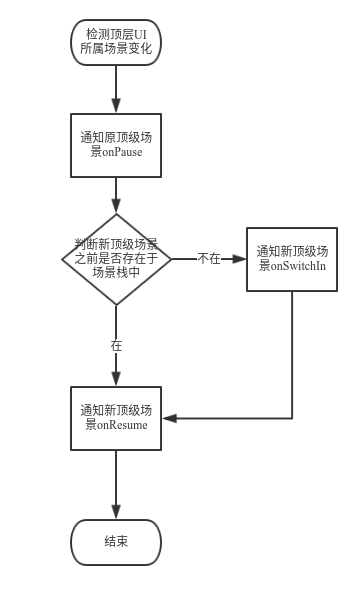 检测顶层UI
所属场景变化
通知原顶级场
景onPause
判断新顶级场景
之前是否存在于
场景栈中
不在
通知新顶级场
景onSwitchIn
在
通知新顶级场
景onResume
结束